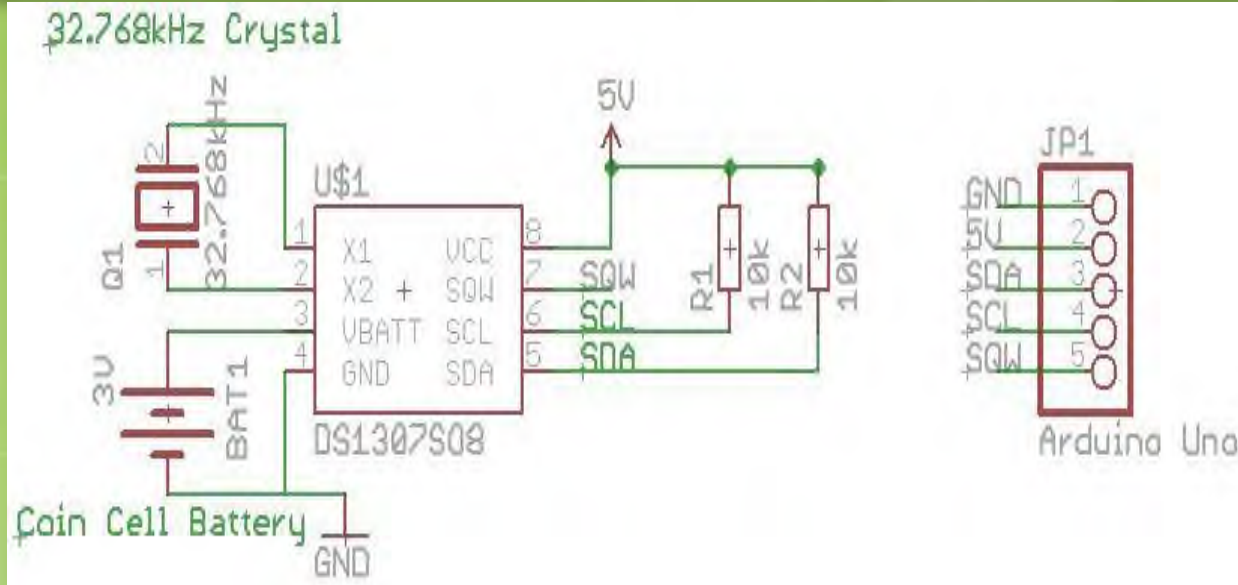 32.768kHz Crystal
2
32.768kHz
Q1
1
3V
BAT1
Coin Cell Battery
GND
U$1
1 X1 VCC 8
2 X2 SQW 7 SQW
3 VBATT SCL 6 SCL
4 GND SDA 5 SDA
DS1307SO8
5V
R1
10k
R2
10k
JP1
GND 1
5V 2
SDA 3
SCL 4
SQW 5
Arduino Uno